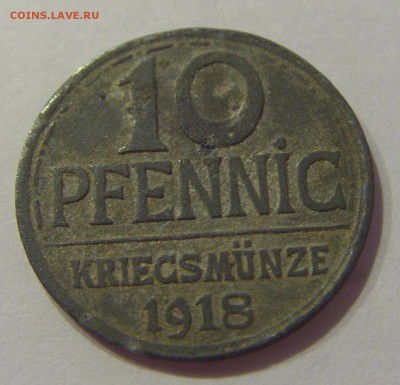 COINS.LAVE.RU
10
PFENNiG
KRIEGSMÜNZE
1918